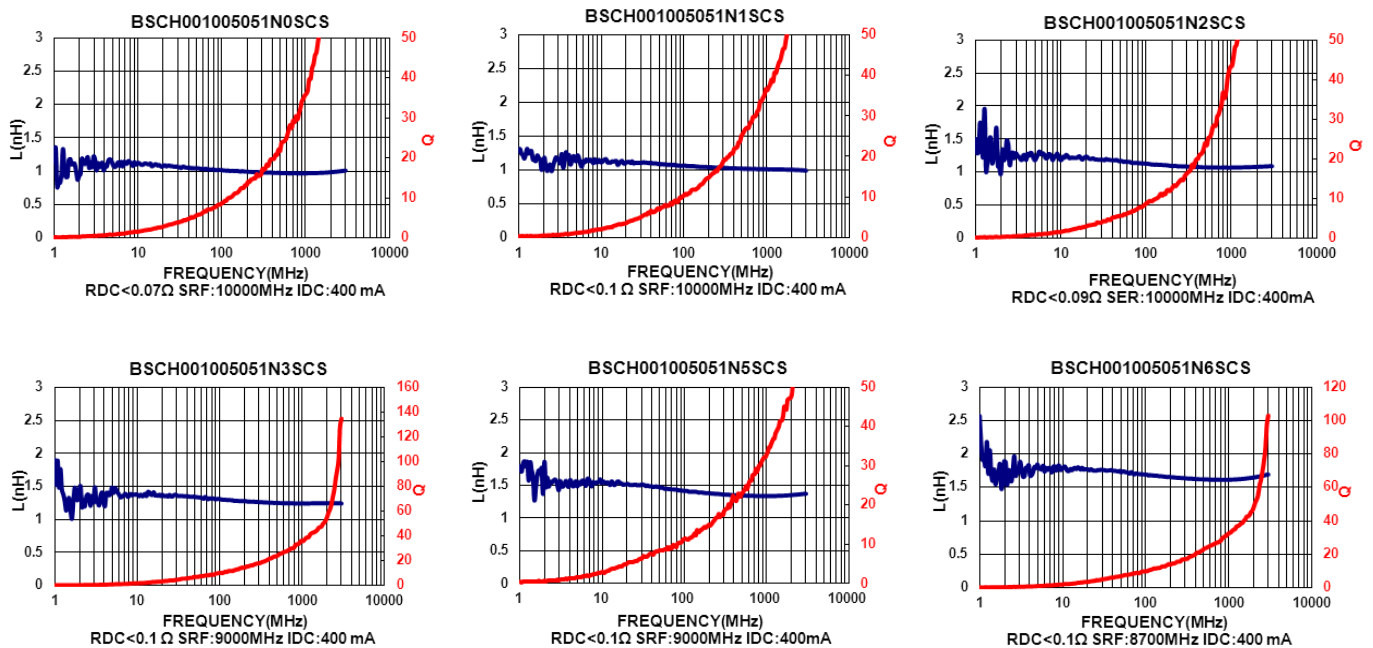 BSCH001005051N0SCS
3
2.5
2
1.5
1
0.5
0
L(nH)
50
40
30
20
10
0
Q
1 10 100 1000 10000
FREQUENCY(MHz)
RDC<0.07Ω SRF:10000MHz IDC:400 mA
BSCH001005051N1SCS
3
2.5
2
1.5
1
0.5
0
L(nH)
50
40
30
20
10
0
Q
1 10 100 1000 10000
FREQUENCY(MHz)
RDC<0.1 Ω SRF:10000MHz IDC:400 mA
BSCH001005051N2SCS
3
2.5
2
1.5
1
0.5
0
L(nH)
50
40
30
20
10
0
Q
1 10 100 1000 10000
FREQUENCY(MHz)
RDC<0.09Ω SER:10000MHz IDC:400mA
BSCH001005051N3SCS
3
2.5
2
1.5
1
0.5
0
L(nH)
160
140
120
100
80
60
40
20
0
Q
1 10 100 1000 10000
FREQUENCY(MHz)
RDC<0.1 Ω SRF:9000MHz IDC:400 mA
BSCH001005051N5SCS
3
2.5
2
1.5
1
0.5
0
L(nH)
50
40
30
20
10
0
Q
1 10 100 1000 10000
FREQUENCY(MHz)
RDC<0.1Ω SRF:9000MHz IDC:400mA
BSCH001005051N6SCS
3
2.5
2
1.5
1
0.5
0
L(nH)
120
100
80
60
40
20
0
Q
1 10 100 1000 10000
FREQUENCY(MHz)
RDC<0.1Ω SRF:8700MHz IDC:400 mA